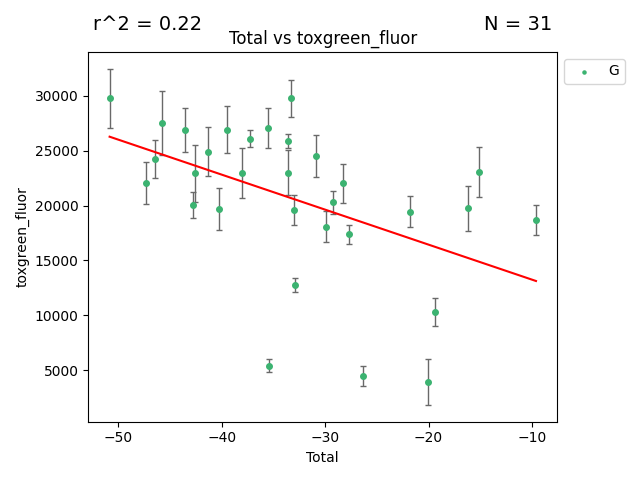 r^2 = 0.22
N = 31
Total vs toxgreen_fluor
G
30000
25000
20000
15000
10000
5000
toxgreen_fluor
−50
−40
−30
−20
−10
Total